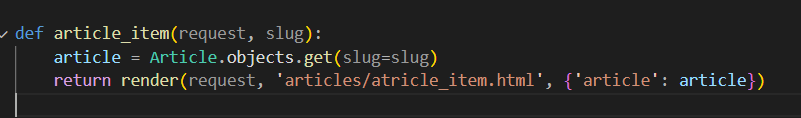 def article_item(request, slug):
    article = Article.objects.get(slug=slug)
    return render(request, 'articles/atricle_item.html', {'article': article})